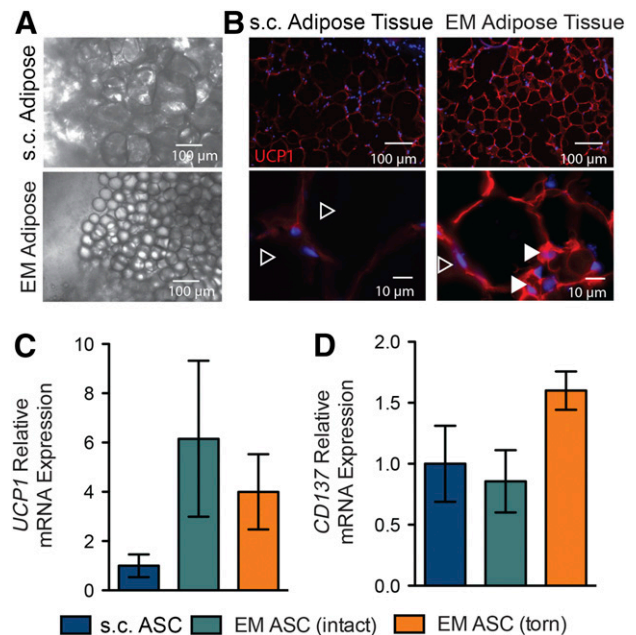 A
s.c. Adipose
100 µm
EM Adipose
100 µm
B
s.c. Adipose Tissue
EM Adipose Tissue
UCP1
100 µm
100 µm
10 µm
10 µm
C
UCP1 Relative
mRNA Expression
10
8
6
4
2
0
D
CD137 Relative
mRNA Expression
2.0
1.5
1.0
0.5
0.0
s.c. ASC
EM ASC (intact)
EM ASC (torn)